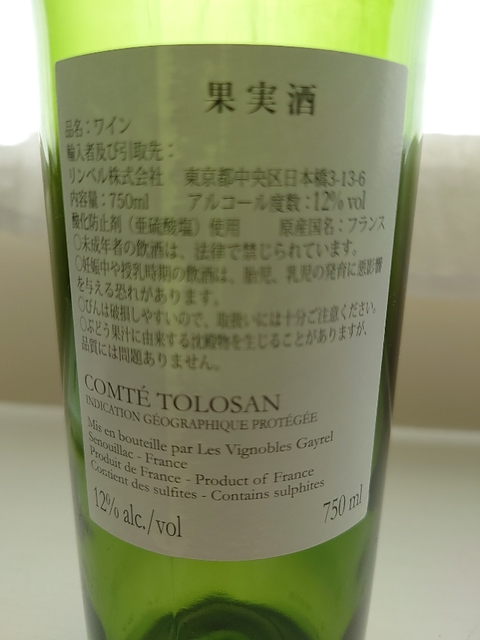 果実酒
品名：ワイン
輸入者及び引取先：
リンベル株式会社　東京都中央区日本橋3-13-6
内容量：750ml　アルコール度数：12% vol
酸化防止剤（亜硫酸塩）使用　原産国名：フランス
○未成年者の飲酒は、法律で禁じられています。
○妊娠中や授乳時期の飲酒は、胎児、乳児の発育に悪影響
を与える恐れがあります。
○びんは破損しやすいので、取扱いには十分ご注意ください。
○ぶどう果汁に由来する沈殿物を生じることがありますが、
品質には問題ありません。
COMTÉ TOLOSAN
INDICATION GÉOGRAPHIQUE PROTÉGÉE
Mis en bouteille par Les Vignobles Gayrel
Senouillac - France
Produit de France - Product of France
Contient des sulfites - Contains sulphites
12% alc./vol 750 ml